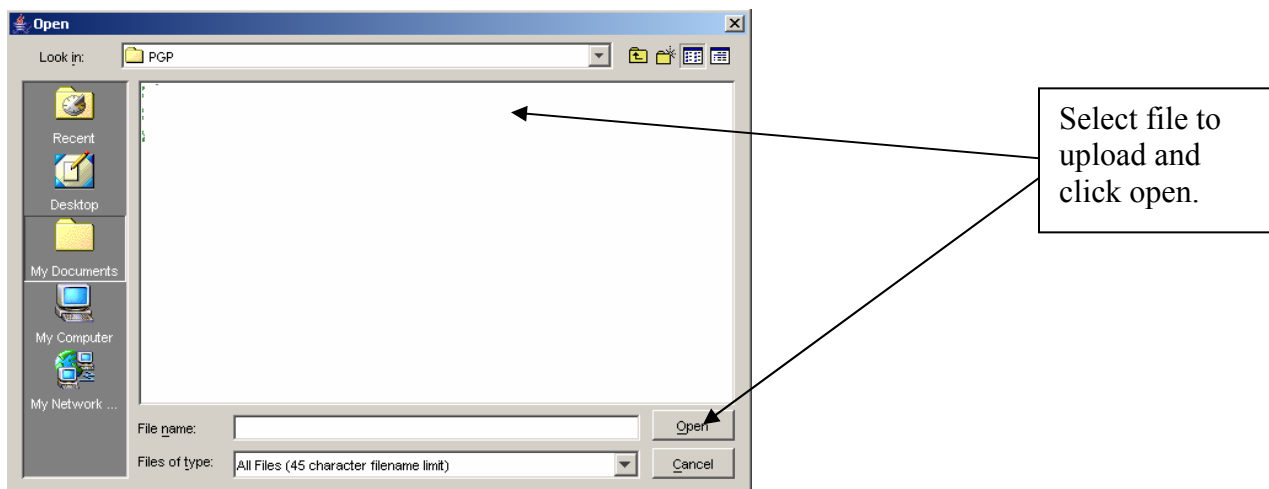 Open
Look in: PGP
Recent
Desktop
My Documents
My Computer
My Network ...
File name:
Open
Files of type: All Files (45 character filename limit)
Cancel
Select file to
upload and
click open.